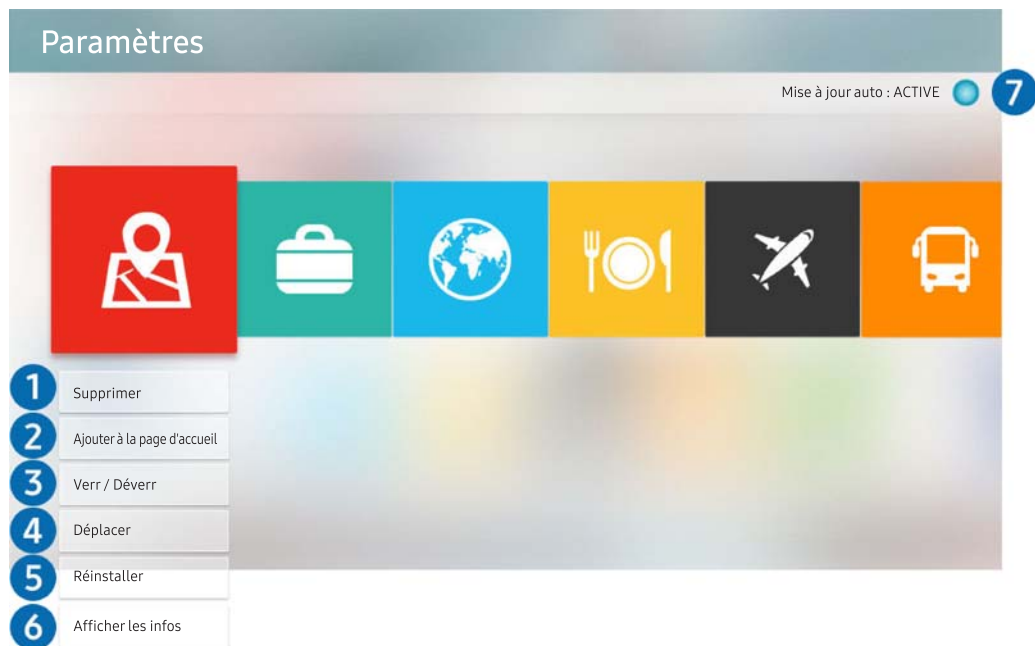 Paramètres
Mise à jour auto : ACTIVE 7
1 Supprimer
2 Ajouter à la page d'accueil
3 Verr / Déverr
4 Déplacer
5 Réinstaller
6 Afficher les infos